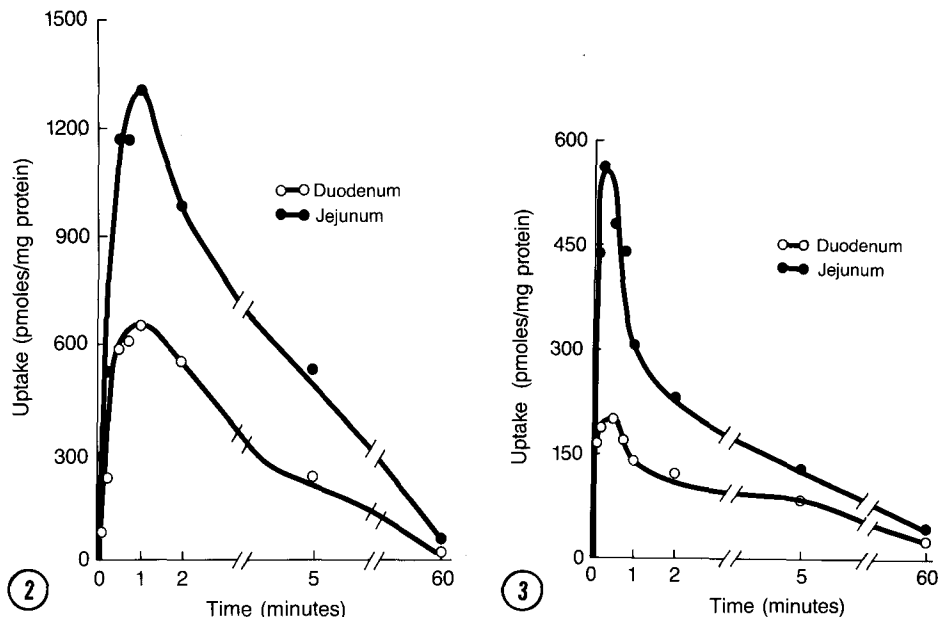 1500
1200
900
600
300
0
Uptake (pmoles/mg protein)
Duodenum
Jejunum
0 1 2 5 60
Time (minutes)
2
600
450
300
150
0
Uptake (pmoles/mg protein)
Duodenum
Jejunum
0 1 2 5 60
Time (minutes)
3